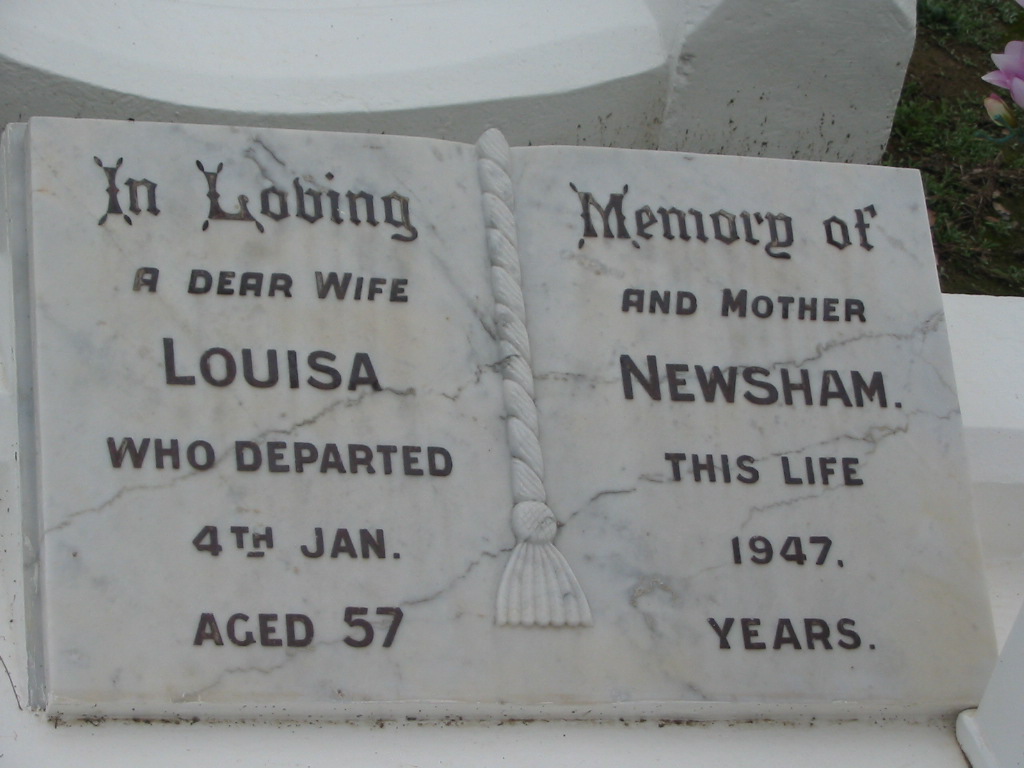 In Loving Memory of
A DEAR WIFE AND MOTHER
LOUISA NEWSHAM.
WHO DEPARTED THIS LIFE
4TH JAN. 1947.
AGED 57 YEARS.